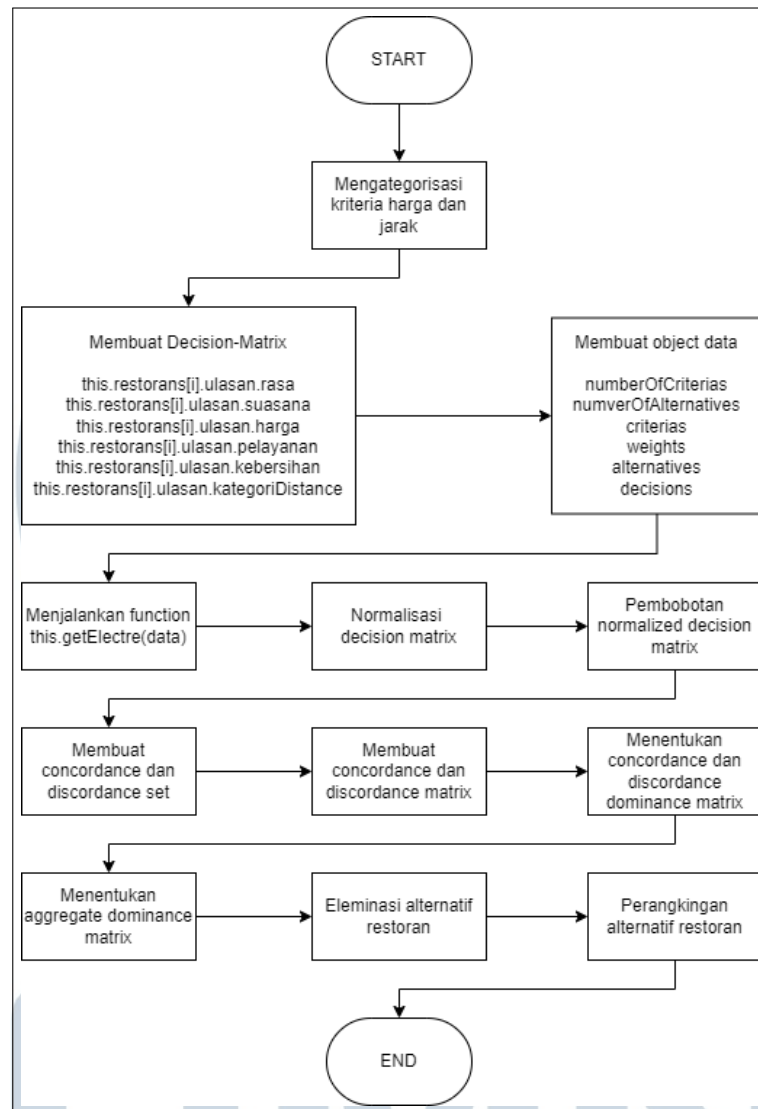 START
Mengategorisasi
kriteria harga dan
jarak
Membuat Decision-Matrix
this.restorans[i].ulasan.rasa
this.restorans[i].ulasan.suasana
this.restorans[i].ulasan.harga
this.restorans[i].ulasan.pelayanan
this.restorans[i].ulasan.kebersihan
this.restorans[i].ulasan.kategoriDistance
Membuat object data
numberOfCriterias
numverOfAlternatives
criterias
weights
alternatives
decisions
Menjalankan function
this.getElectre(data)
Normalisasi
decision matrix
Pembobotan
normalized decision
matrix
Membuat
concordance dan
discordance set
Membuat
concordance dan
discordance matrix
Menentukan
concordance dan
discordance
dominance matrix
Menentukan
aggregate dominance
matrix
Eleminasi alternatif
restoran
Perangkingan
alternatif restoran
END